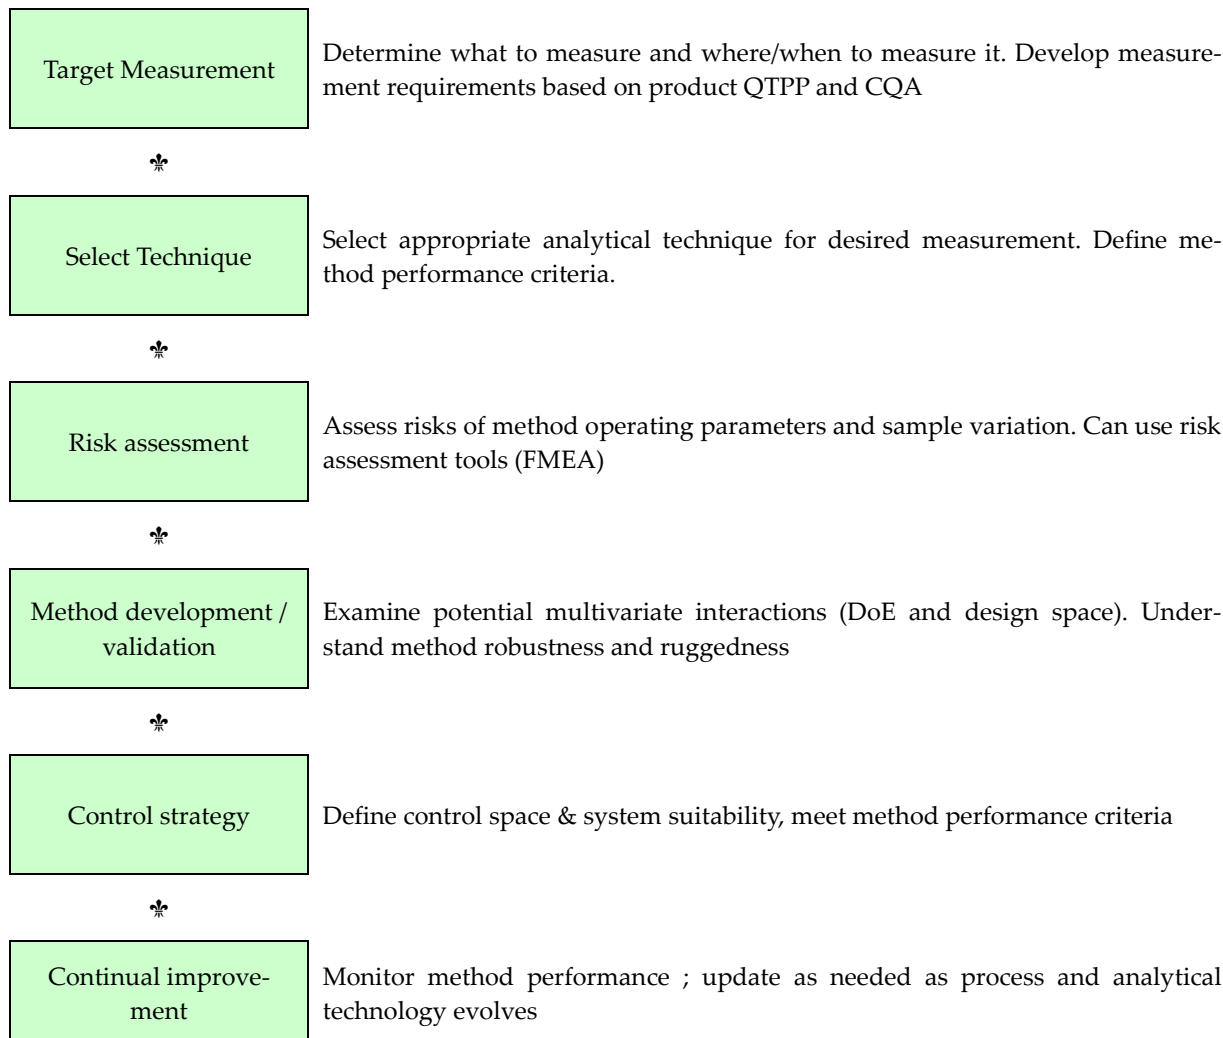 Target Measurement
Determine what to measure and where/when to measure it. Develop measure-
ment requirements based on product QTPP and CQA
Select Technique
Select appropriate analytical technique for desired measurement. Define me-
thod performance criteria.
Risk assessment
Assess risks of method operating parameters and sample variation. Can use risk
assessment tools (FMEA)
Method development /
validation
Examine potential multivariate interactions (DoE and design space). Under-
stand method robustness and ruggedness
Control strategy
Define control space & system suitability, meet method performance criteria
Continual improve-
ment
Monitor method performance ; update as needed as process and analytical
technology evolves